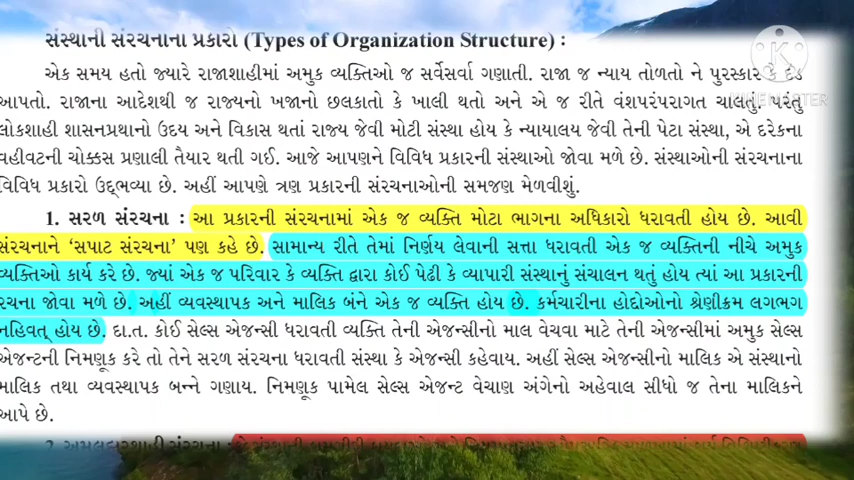 સંસ્થાની સંરચનાના પ્રકારો (Types of Organization Structure) :
એક સમય હતો જ્યારે રાજાશાહીમાં અમુક વ્યક્તિઓ જ સર્વેસર્વા ગણાતી. રાજા જ ન્યાય તોળતો ને પુરસ્કાર કે દંડ
આપતો. રાજાના આદેશથી જ રાજ્યનો ખજાનો છલકાતો કે ખાલી થતો અને એ જ રીતે વંશપરંપરાગત ચાલતું. પરંતુ
લોકશાહી શાસનપ્રથાનો ઉદય અને વિકાસ થતાં રાજ્ય જેવી મોટી સંસ્થા હોય કે ન્યાયાલય જેવી તેની પેટા સંસ્થા, એ દરેકના
વહીવટની ચોક્કસ પ્રણાલી તૈયાર થતી ગઈ. આજે આપણને વિવિધ પ્રકારની સંસ્થાઓ જોવા મળે છે. સંસ્થાઓની સંરચનાના
વિવિધ પ્રકારો ઉદ્ભવ્યા છે. અહીં આપણે ત્રણ પ્રકારની સંરચનાઓની સમજણ મેળવીશું.
1. સરળ સંરચના : આ પ્રકારની સંરચનામાં એક જ વ્યક્તિ મોટા ભાગના અધિકારો ધરાવતી હોય છે. આવી
સંરચનાને ‘સપાટ સંરચના’ પણ કહે છે. સામાન્ય રીતે તેમાં નિર્ણય લેવાની સત્તા ધરાવતી એક જ વ્યક્તિની નીચે અમુક
વ્યક્તિઓ કાર્ય કરે છે. જ્યાં એક જ પરિવાર કે વ્યક્તિ દ્વારા કોઈ પેઢી કે વ્યાપારી સંસ્થાનું સંચાલન થતું હોય ત્યાં આ પ્રકારની
રચના જોવા મળે છે. અહીં વ્યવસ્થાપક અને માલિક બંને એક જ વ્યક્તિ હોય છે. કર્મચારીના હોદ્દાઓનો શ્રેણીક્રમ લગભગ
નહિવત્ હોય છે. દા.ત. કોઈ સેલ્સ એજન્સી ધરાવતી વ્યક્તિ તેની એજન્સીનો માલ વેચવા માટે તેની એજન્સીમાં અમુક સેલ્સ
એજન્ટની નિમણૂક કરે તો તેને સરળ સંરચના ધરાવતી સંસ્થા કે એજન્સી કહેવાય. અહીં સેલ્સ એજન્સીનો માલિક એ સંસ્થાનો
માલિક તથા વ્યવસ્થાપક બન્ને ગણાય. નિમણૂક પામેલ સેલ્સ એજન્ટ વેચાણ અંગેનો અહેવાલ સીધો જ તેના માલિકને
આપે છે.
2. અમલદારશાહી સંરચના :
KINEMASTER